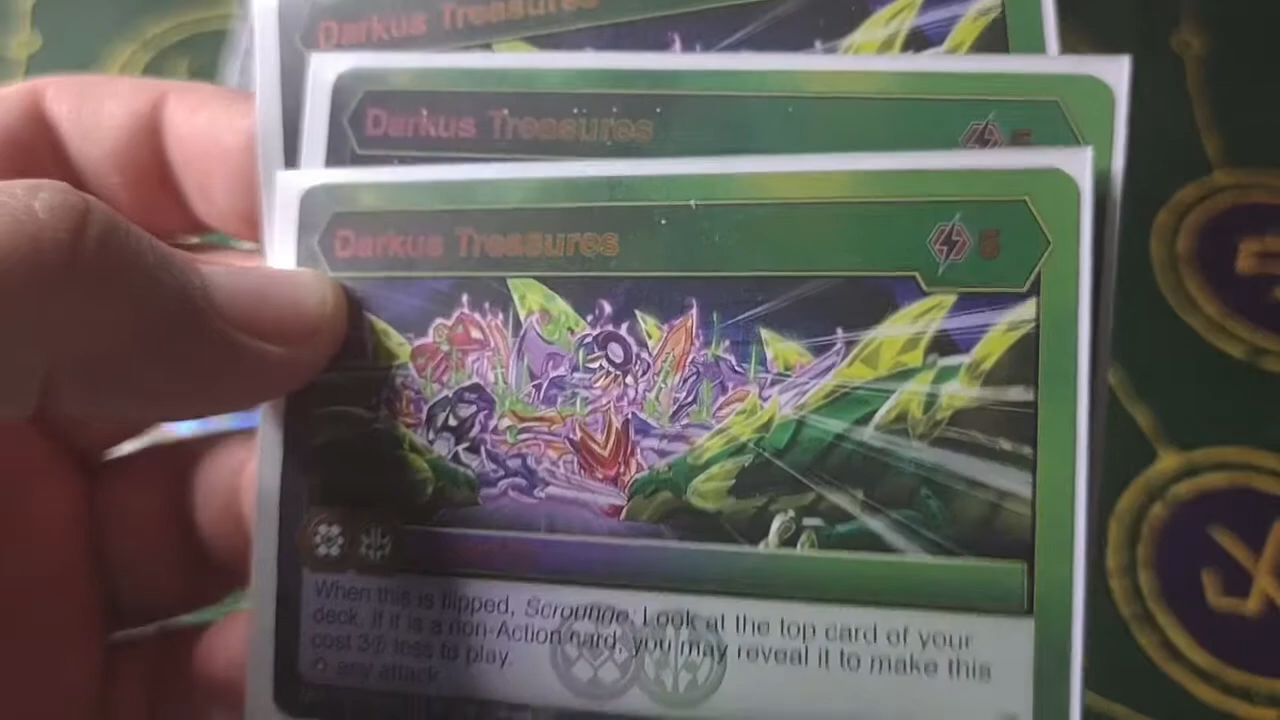 Darkus Treasures
Darkus Treasures
Darkus Treasures 5
When this is flipped, Scrounge: Look at the top card of your
deck. If it is a non-Action card, you may reveal it to make this
cost 3 less to play.
any attack